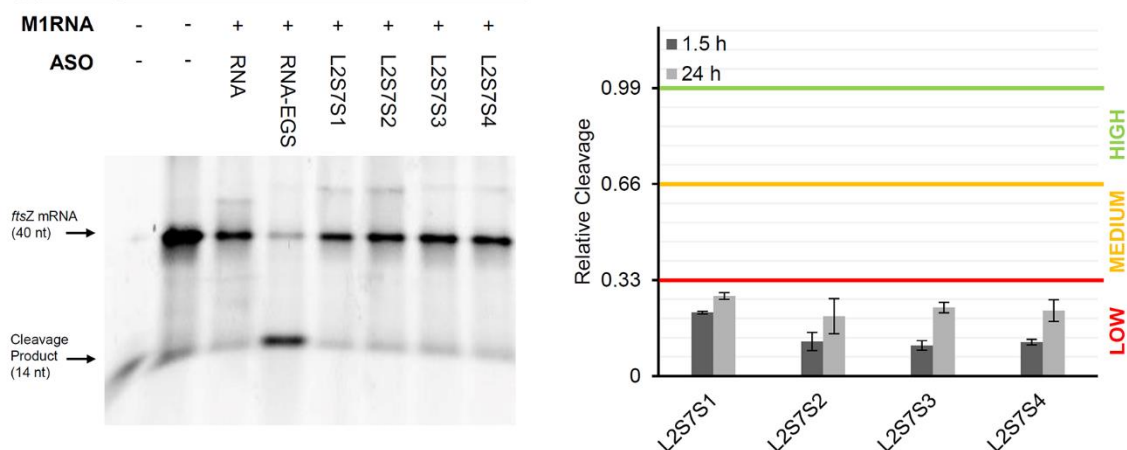 M1RNA - - + + + + + +
ASO - - RNA RNA-EGS L2S7S1 L2S7S2 L2S7S3 L2S7S4
ftsZ mRNA
(40 nt)
Cleavage
Product
(14 nt)
1.5 h
24 h
Relative Cleavage
0.99
0.66
0.33
0
HIGH
MEDIUM
LOW
L2S7S1 L2S7S2 L2S7S3 L2S7S4